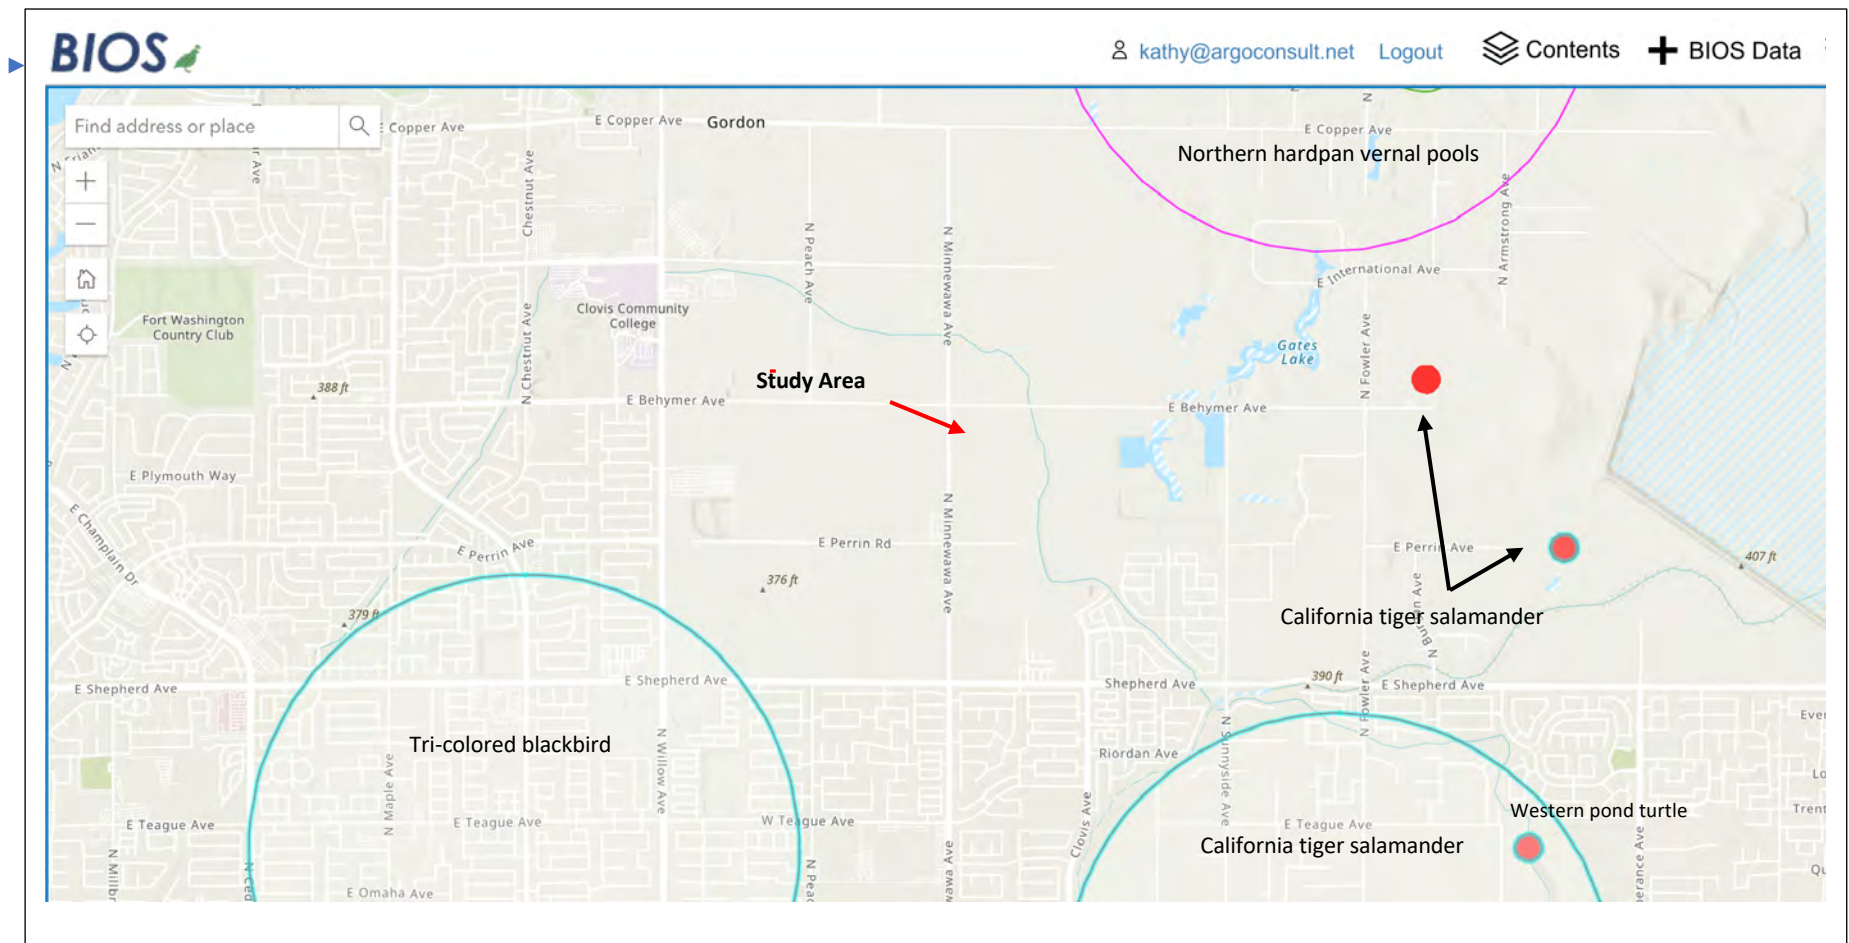 BIOS
kathy@argoconsult.net Logout Contents BIOS Data
Find address or place
E Copper Ave
E Copper Ave
Gordon
E Copper Ave
Northern hardpan vernal pools
Chestnut Ave
N Peach Ave
N Minnewawa Ave
N Armstrong Ave
E International Ave
Fort Washington
Country Club
Clovis Community
College
N Chestnut Ave
Gates
Lake
N Fowler Ave
388 ft
Study Area
E Behymer Ave
E Behymer Ave
E Plymouth Way
E Champlain Dr
E Perrin Ave
E Perrin Rd
N Minnewawa Ave
E Perrin Ave
407 ft
376 ft
379 ft
California tiger salamander
E Shepherd Ave
E Shepherd Ave
Shepherd Ave
390 ft
N Fowler Ave
E Shepherd Ave
Tri-colored blackbird
N Maple Ave
N Willow Ave
Riordan Ave
N Sunnyside Ave
Western pond turtle
E Teague Ave
E Teague Ave
W Teague Ave
Clovis Ave
E Teague Ave
California tiger salamander
E Omaha Ave